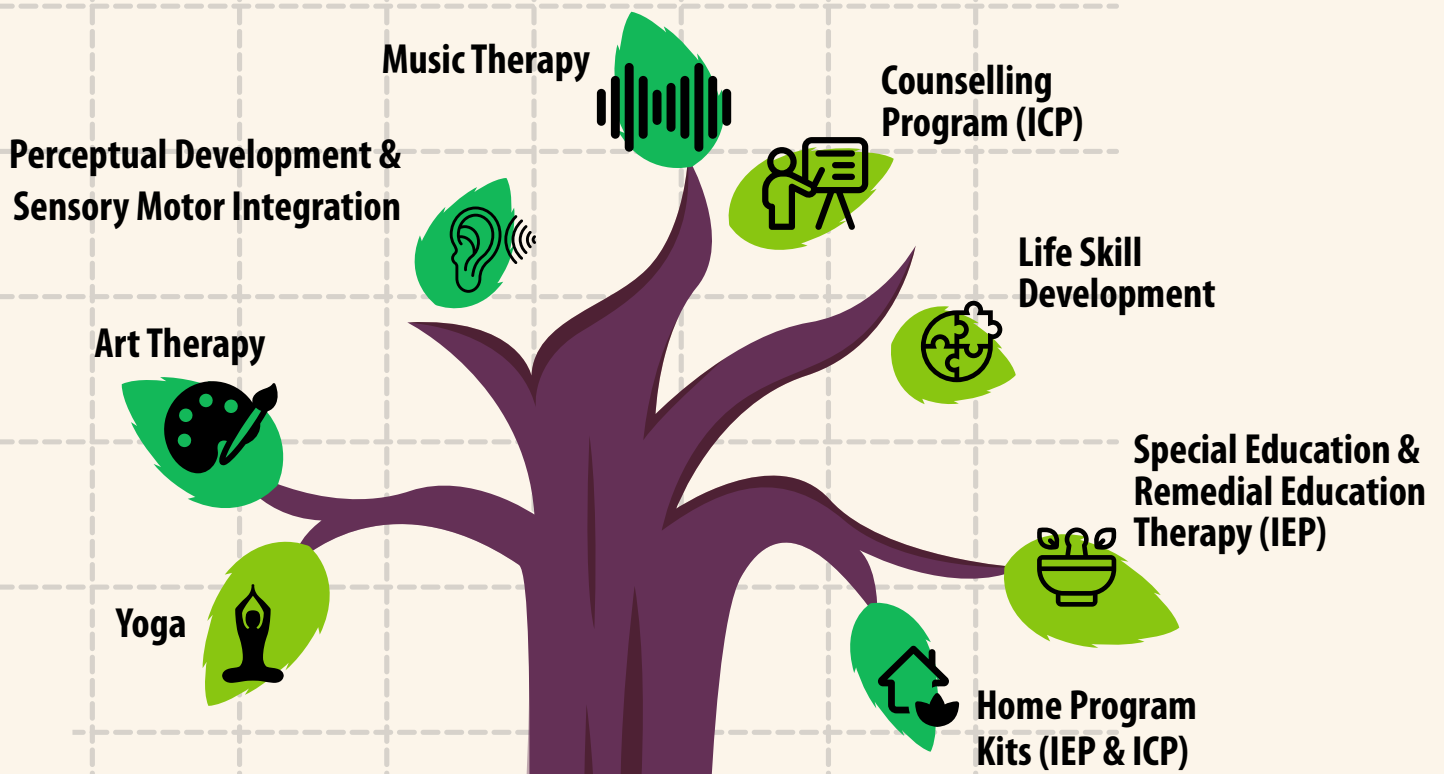 Music Therapy
Counselling
Program (ICP)
Perceptual Development &
Sensory Motor Integration
Life Skill
Development
Art Therapy
Special Education &
Remedial Education
Therapy (IEP)
Yoga
Home Program
Kits (IEP & ICP)